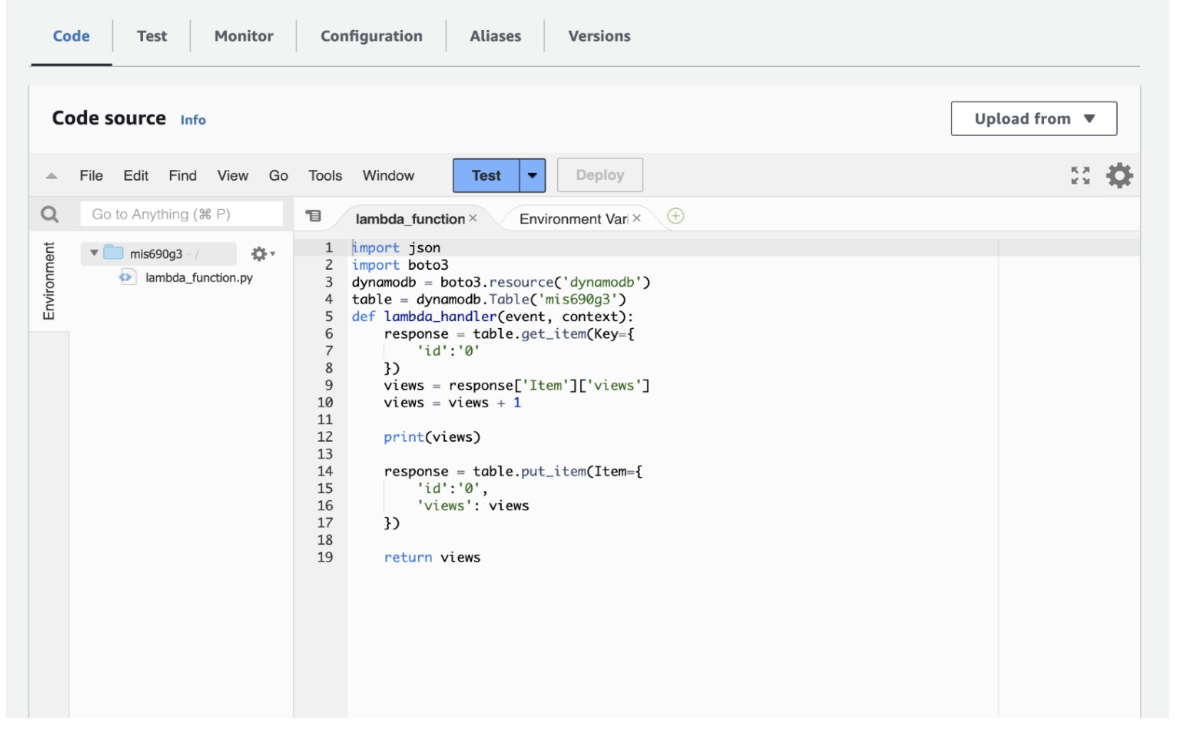 Code Test Monitor Configuration Aliases Versions
Code source Info Upload from ▼
File Edit Find View Go Tools Window Test Deploy
Go to Anything (⌘ P) lambda_function × Environment Vari ×
Environment
mis690g3 - /
lambda_function.py
1 import json
2 import boto3
3 dynamodb = boto3.resource('dynamodb')
4 table = dynamodb.Table('mis690g3')
5 def lambda_handler(event, context):
6     response = table.get_item(Key={
7         'id':'0'
8     })
9     views = response['Item']['views']
10     views = views + 1
11
12     print(views)
13
14     response = table.put_item(Item={
15         'id':'0',
16         'views': views
17     })
18
19     return views